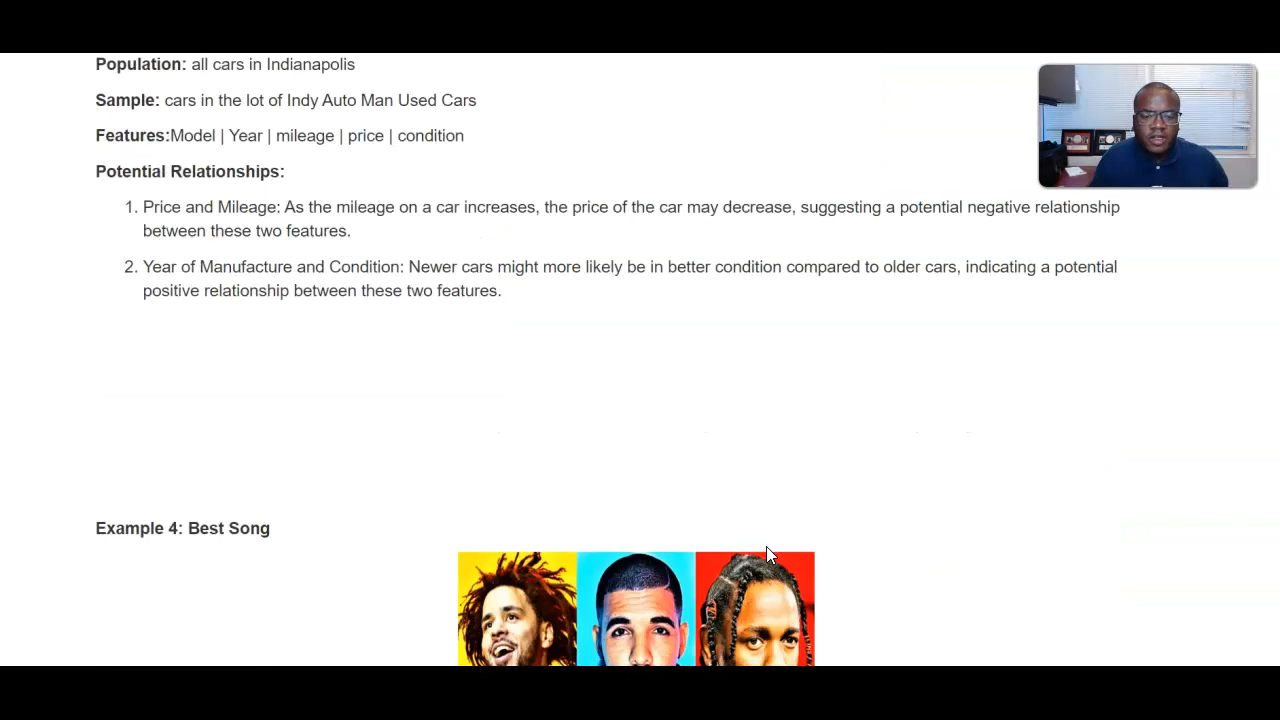 Population: all cars in Indianapolis
Sample: cars in the lot of Indy Auto Man Used Cars
Features:Model | Year | mileage | price | condition
Potential Relationships:
1. Price and Mileage: As the mileage on a car increases, the price of the car may decrease, suggesting a potential negative relationship
between these two features.
2. Year of Manufacture and Condition: Newer cars might more likely be in better condition compared to older cars, indicating a potential
positive relationship between these two features.
Example 4: Best Song